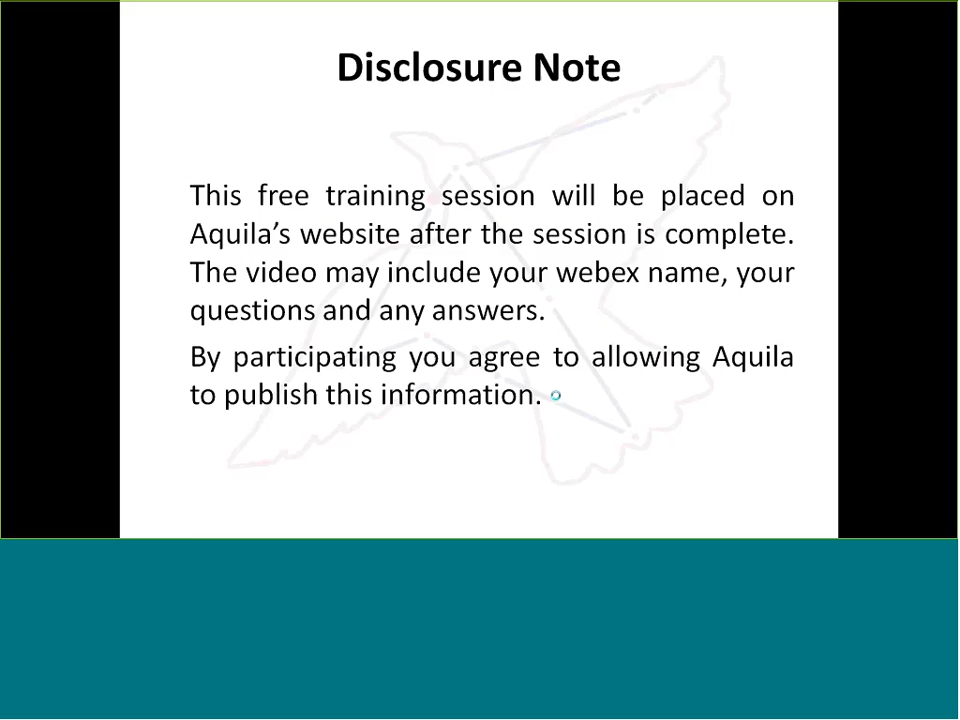 Disclosure Note
This free training session will be placed on
Aquila’s website after the session is complete.
The video may include your webex name, your
questions and any answers.
By participating you agree to allowing Aquila
to publish this information.